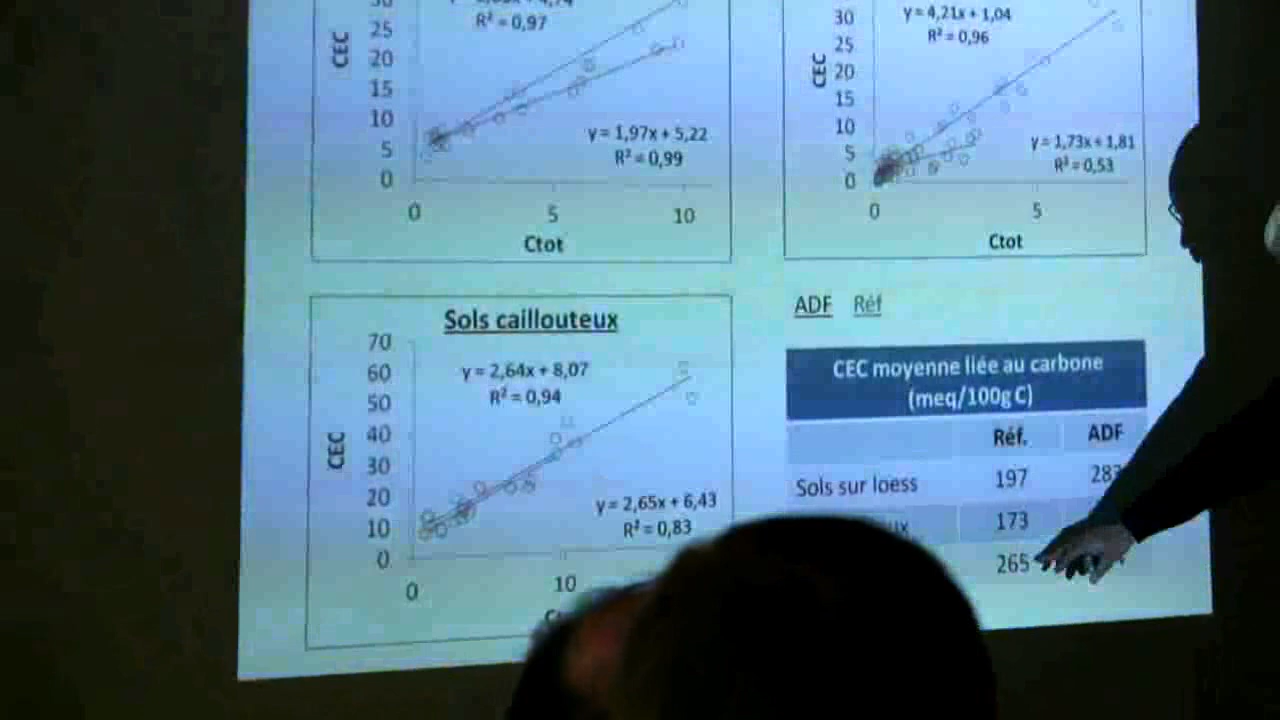 R² = 0,97
CEC
25
20
15
10
5
0
y = 1,97x + 5,22
R² = 0,99
0 5 10
Ctot
y = 4,21x + 1,04
R² = 0,96
CEC
30
25
20
15
10
5
0
y = 1,73x + 1,81
R² = 0,53
0 5
Ctot
Sols caillouteux
CEC
70
60
50
40
30
20
10
0
y = 2,64x + 8,07
R² = 0,94
y = 2,65x + 6,43
R² = 0,83
0 10
ADF Réf
CEC moyenne liée au carbone
(meq/100g C)
Réf. ADF
Sols sur loess 197
173
265